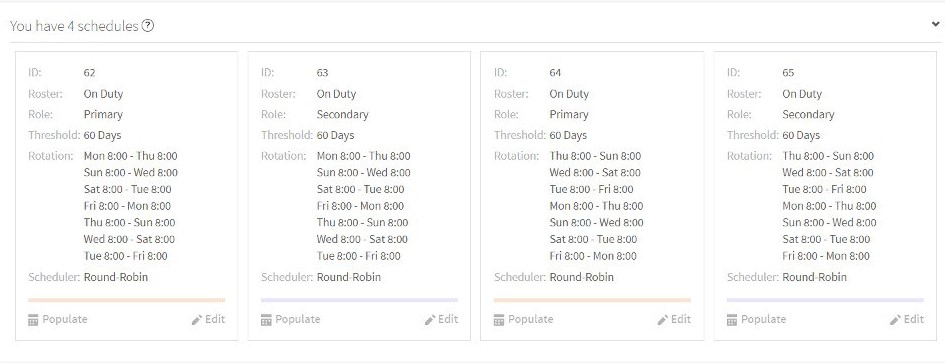 You have 4 schedules ?
ID: 62
Roster: On Duty
Role: Primary
Threshold: 60 Days
Rotation: Mon 8:00 - Thu 8:00
Sun 8:00 - Wed 8:00
Sat 8:00 - Tue 8:00
Fri 8:00 - Mon 8:00
Thu 8:00 - Sun 8:00
Wed 8:00 - Sat 8:00
Tue 8:00 - Fri 8:00
Scheduler: Round-Robin
Populate Edit
ID: 63
Roster: On Duty
Role: Secondary
Threshold: 60 Days
Rotation: Mon 8:00 - Thu 8:00
Sun 8:00 - Wed 8:00
Sat 8:00 - Tue 8:00
Fri 8:00 - Mon 8:00
Thu 8:00 - Sun 8:00
Wed 8:00 - Sat 8:00
Tue 8:00 - Fri 8:00
Scheduler: Round-Robin
Populate Edit
ID: 64
Roster: On Duty
Role: Primary
Threshold: 60 Days
Rotation: Thu 8:00 - Sun 8:00
Wed 8:00 - Sat 8:00
Tue 8:00 - Fri 8:00
Mon 8:00 - Thu 8:00
Sun 8:00 - Wed 8:00
Sat 8:00 - Tue 8:00
Fri 8:00 - Mon 8:00
Scheduler: Round-Robin
Populate Edit
ID: 65
Roster: On Duty
Role: Secondary
Threshold: 60 Days
Rotation: Thu 8:00 - Sun 8:00
Wed 8:00 - Sat 8:00
Tue 8:00 - Fri 8:00
Mon 8:00 - Thu 8:00
Sun 8:00 - Wed 8:00
Sat 8:00 - Tue 8:00
Fri 8:00 - Mon 8:00
Scheduler: Round-Robin
Populate Edit